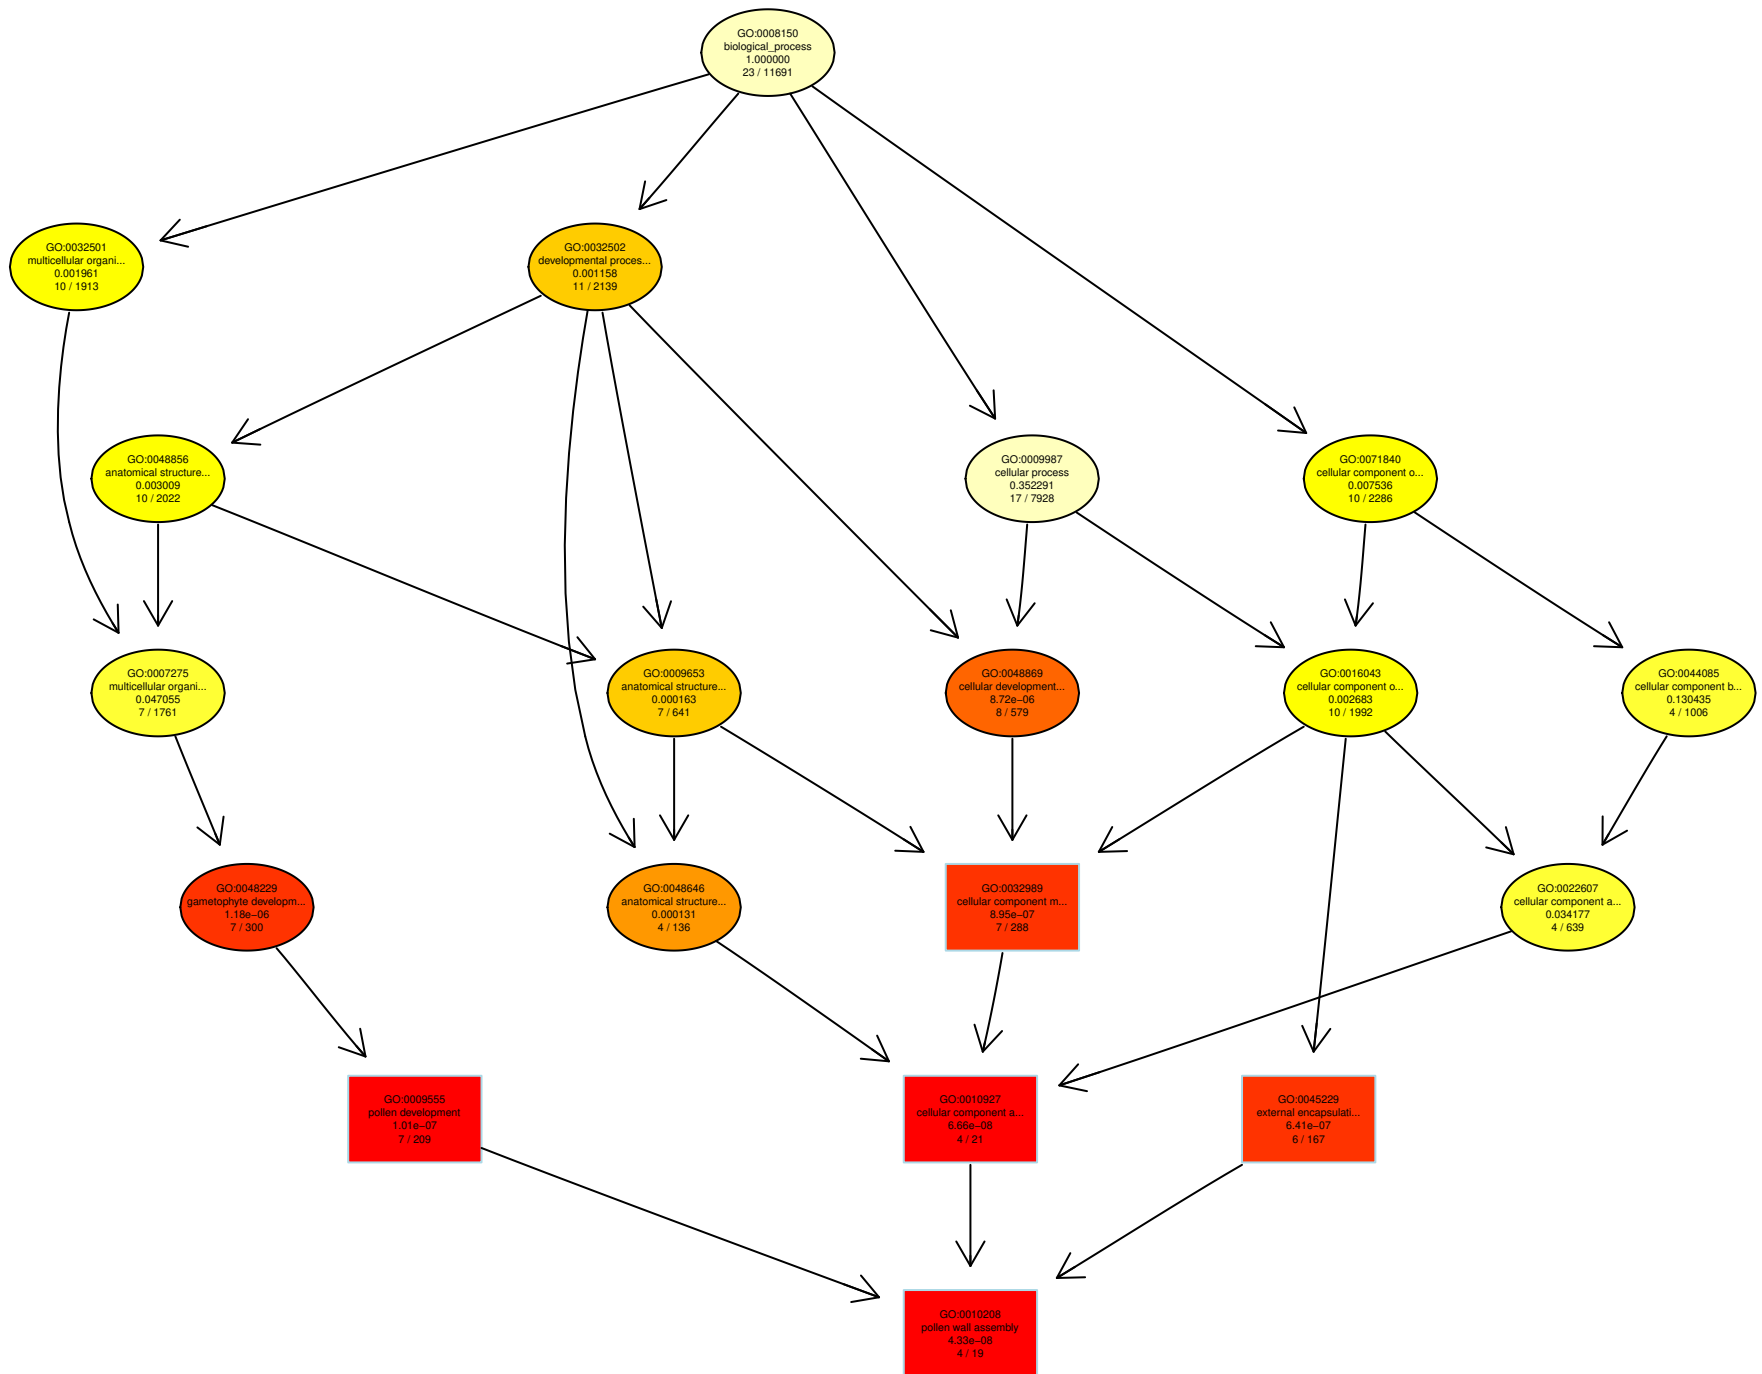 GO:0008150
biological_process
1.000000
23 / 11691
GO:0032501
multicellular organi...
0.001961
10 / 1913
GO:0032502
developmental proces...
0.001158
11 / 2139
GO:0048856
anatomical structure...
0.003009
10 / 2022
GO:0009987
cellular process
0.352291
17 / 7928
GO:0071840
cellular component o...
0.007536
10 / 2286
GO:0007275
multicellular organi...
0.047055
7 / 1761
GO:0009653
anatomical structure...
0.000163
7 / 641
GO:0048869
cellular development...
8.72e−06
8 / 579
GO:0016043
cellular component o...
0.002683
10 / 1992
GO:0044085
cellular component b...
0.130435
4 / 1006
GO:0048229
gametophyte developm...
1.18e−06
7 / 300
GO:0048646
anatomical structure...
0.000131
4 / 136
GO:0032989
cellular component m...
8.95e−07
7 / 288
GO:0022607
cellular component a...
0.034177
4 / 639
GO:0009555
pollen development
1.01e−07
7 / 209
GO:0010927
cellular component a...
6.66e−08
4 / 21
GO:0045229
external encapsulati...
6.41e−07
6 / 167
GO:0010208
pollen wall assembly
4.33e−08
4 / 19